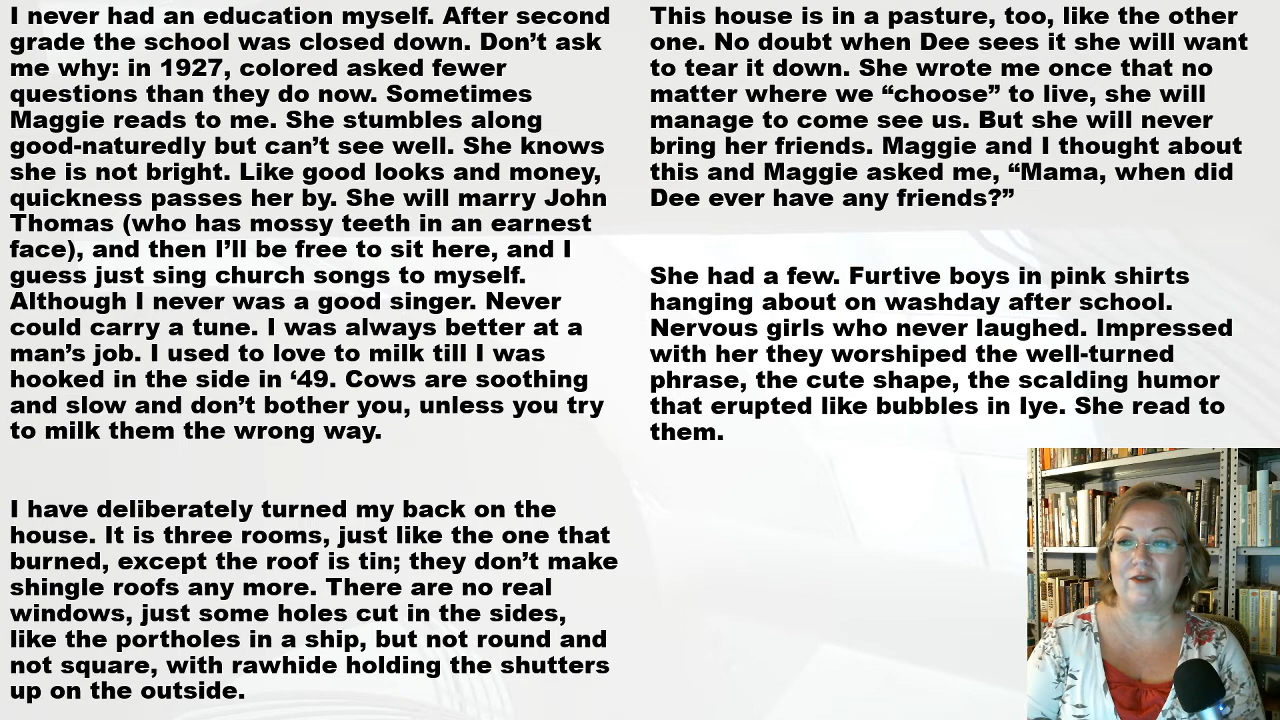 I never had an education myself. After second
grade the school was closed down. Don’t ask
me why: in 1927, colored asked fewer
questions than they do now. Sometimes
Maggie reads to me. She stumbles along
good-naturedly but can’t see well. She knows
she is not bright. Like good looks and money,
quickness passes her by. She will marry John
Thomas (who has mossy teeth in an earnest
face), and then I’ll be free to sit here, and I
guess just sing church songs to myself.
Although I never was a good singer. Never
could carry a tune. I was always better at a
man’s job. I used to love to milk till I was
hooked in the side in ‘49. Cows are soothing
and slow and don’t bother you, unless you try
to milk them the wrong way.
I have deliberately turned my back on the
house. It is three rooms, just like the one that
burned, except the roof is tin; they don’t make
shingle roofs any more. There are no real
windows, just some holes cut in the sides,
like the portholes in a ship, but not round and
not square, with rawhide holding the shutters
up on the outside.
This house is in a pasture, too, like the other
one. No doubt when Dee sees it she will want
to tear it down. She wrote me once that no
matter where we “choose” to live, she will
manage to come see us. But she will never
bring her friends. Maggie and I thought about
this and Maggie asked me, “Mama, when did
Dee ever have any friends?”
She had a few. Furtive boys in pink shirts
hanging about on washday after school.
Nervous girls who never laughed. Impressed
with her they worshiped the well-turned
phrase, the cute shape, the scalding humor
that erupted like bubbles in lye. She read to
them.